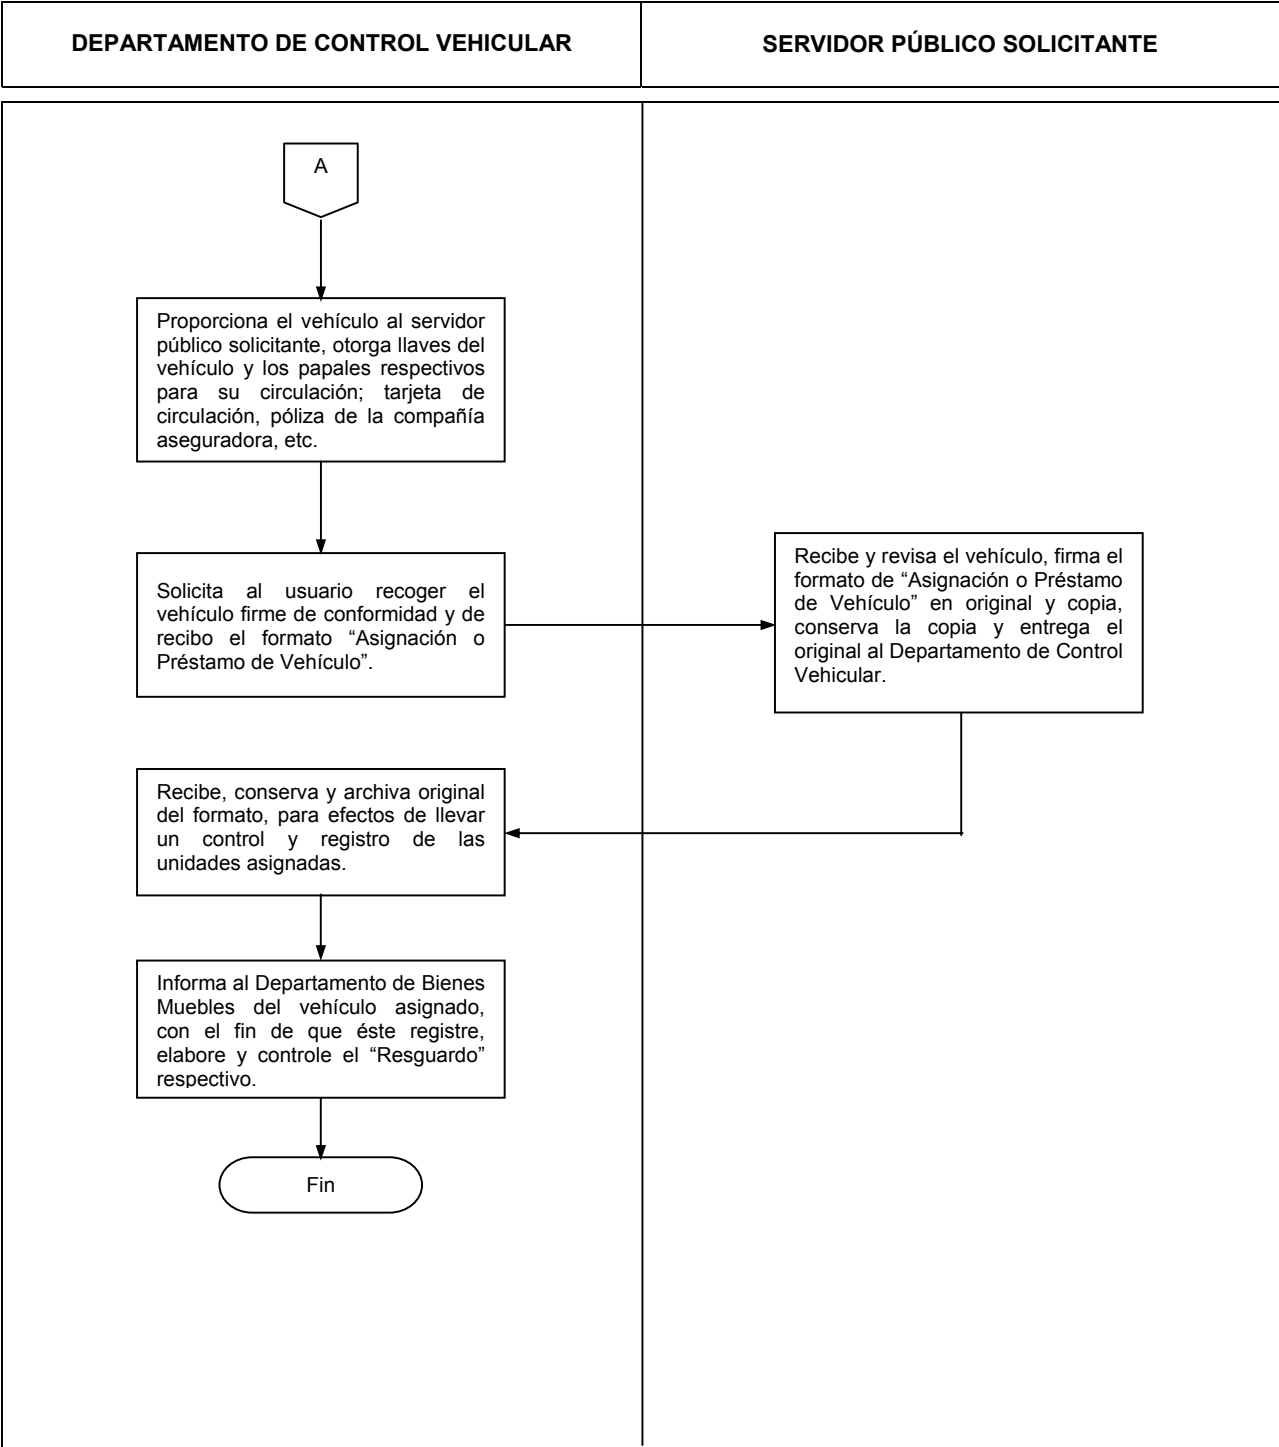 DEPARTAMENTO DE CONTROL VEHICULAR
SERVIDOR PÚBLICO SOLICITANTE
A
Proporciona el vehículo al servidor
público solicitante, otorga llaves del
vehículo y los papales respectivos
para su circulación; tarjeta de
circulación, póliza de la compañía
aseguradora, etc.
Solicita al usuario recoger el
vehículo firme de conformidad y de
recibo el formato “Asignación o
Préstamo de Vehículo”.
Recibe y revisa el vehículo, firma el
formato de “Asignación o Préstamo
de Vehículo” en original y copia,
conserva la copia y entrega el
original al Departamento de Control
Vehicular.
Recibe, conserva y archiva original
del formato, para efectos de llevar
un control y registro de las
unidades asignadas.
Informa al Departamento de Bienes
Muebles del vehículo asignado,
con el fin de que éste registre,
elabore y controle el “Resguardo”
respectivo.
Fin